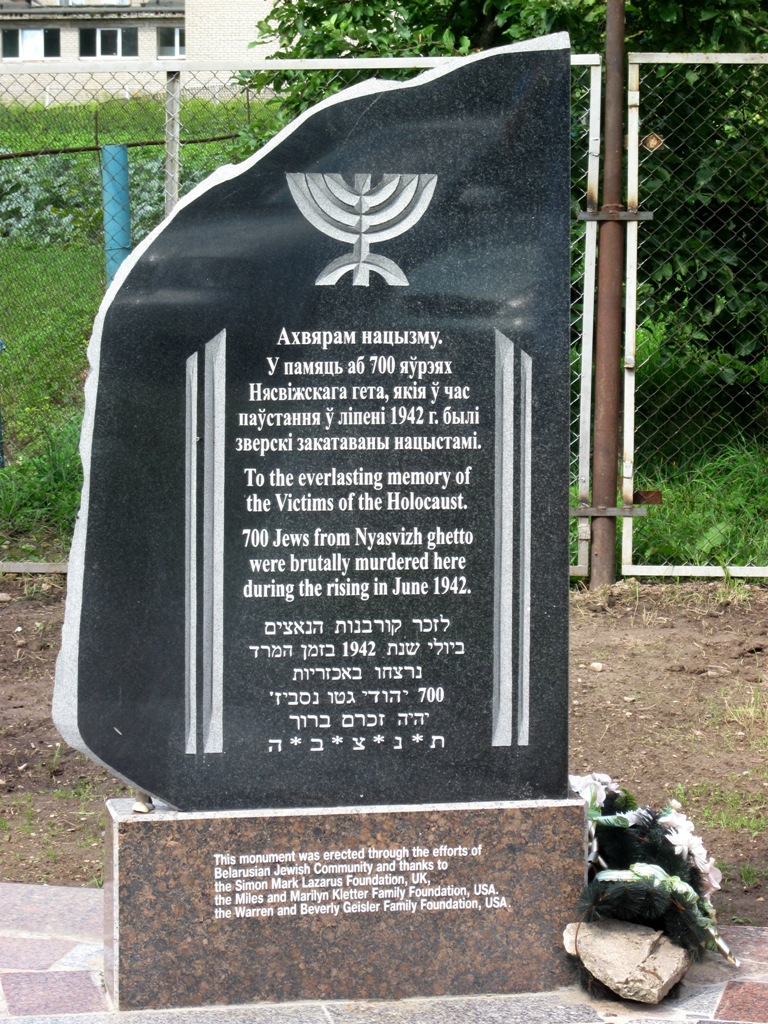 Ахвярам нацызму.
У памяць аб 700 яўрэях
Нясвіжскага гета, якія ў час
паўстання ў ліпені 1942 г. былі
зверскі закатаваны нацыстамі.
To the everlasting memory of
the Victims of the Holocaust.
700 Jews from Nyasvizh ghetto
were brutally murdered here
during the rising in June 1942.
לזכר קורבנות הנאצים
ביולי שנת 1942 בזמן המרד
נרצחו באכזריות
700 יהודי גטו נסביז'
יהיה זכרם ברוך
ת*נ*צ*ב*ה
This monument was erected through the efforts of
Belarusian Jewish Community and thanks to
the Simon Mark Lazarus Foundation, UK,
the Miles and Marilyn Kletter Family Foundation, USA.
the Warren and Beverly Geisler Family Foundation, USA.